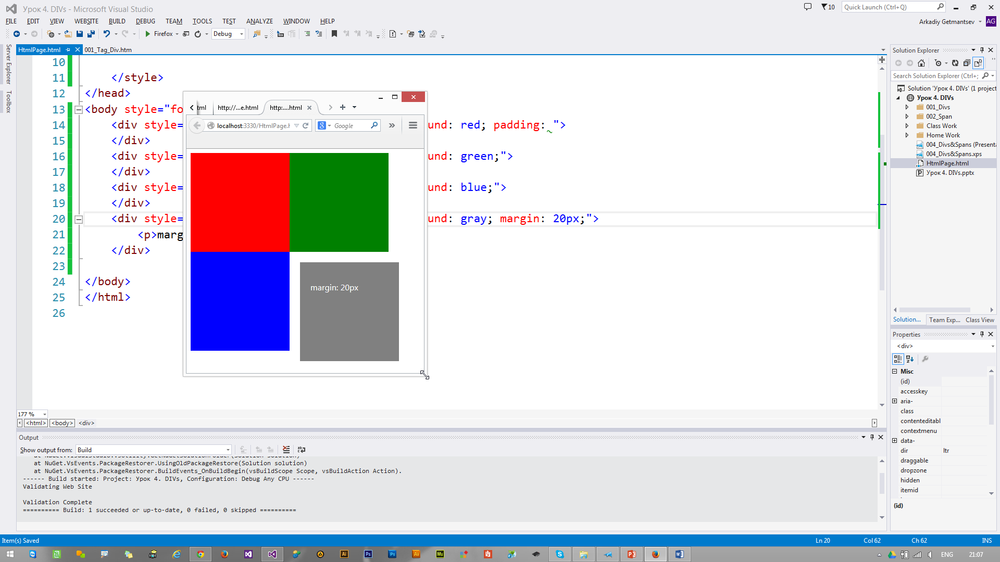 Урок 4. DIVs - Microsoft Visual Studio
10
Quick Launch (Ctrl+Q)
FILE EDIT VIEW WEBSITE BUILD DEBUG TEAM TOOLS TEST ANALYZE WINDOW HELP
Arkadiy Getmantsev AG
Firefox Debug
Server Explorer
Toolbox
HtmlPage.html 001_Tag_Div.htm
10
11 </style>
12 </head>
13 <body style="fo
14 <div style= und: red; padding: ">
15 </div>
16 <div style= und: green;">
17 </div>
18 <div style= und: blue;">
19 </div>
20 <div style= und: gray; margin: 20px;">
21 <p>marg
22 </div>
23
24 </body>
25 </html>
26
tml http://...e.html http:....html
localhost:3330/HtmlPage.h Google
margin: 20px
177 %
<html> <body> <div>
Output
Show output from: Build
at NuGet.VsEvents.PackageRestorer.UsingOldPackageRestore(Solution solution)
at NuGet.VsEvents.PackageRestorer.BuildEvents_OnBuildBegin(vsBuildScope Scope, vsBuildAction Action).
------ Build started: Project: Урок 4. DIVs, Configuration: Debug Any CPU ------
Validating Web Site
Validation Complete
========== Build: 1 succeeded or up-to-date, 0 failed, 0 skipped ==========
Solution Explorer
Search Solution Explorer (Ctrl+;
Solution 'Урок 4. DIVs' (1 project
Урок 4. DIVs
001_Divs
002_Span
Class Work
Home Work
004_Divs&Spans (Presenta
004_Divs&Spans.xps
HtmlPage.html
Урок 4. DIVs.pptx
Solution... Team Exp... Class View
Properties
<div>
Misc
(id)
accesskey
aria-
class
contenteditabl
contextmenu
data-
dir ltr
draggable
dropzone
hidden
itemid
(id)
Item(s) Saved Ln 20 Col 62 Ch 62 INS
Ai Ps Ps Ai Mu
ENG 21:07